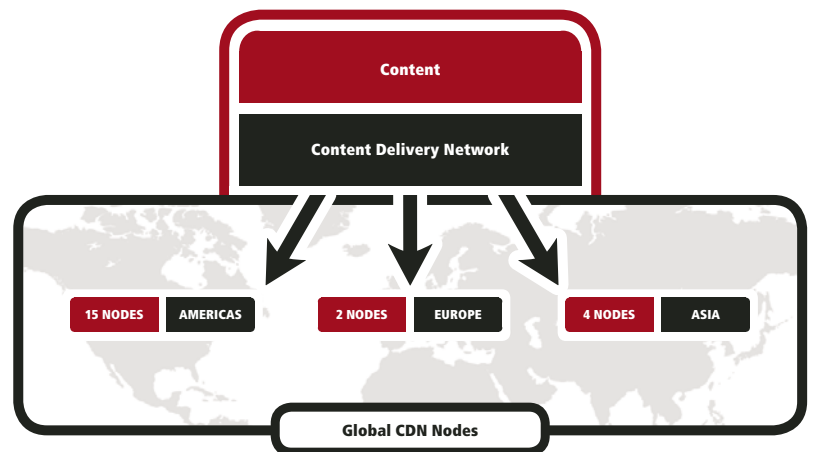 Content
Content Delivery Network
15 NODES AMERICAS
2 NODES EUROPE
4 NODES ASIA
Global CDN Nodes